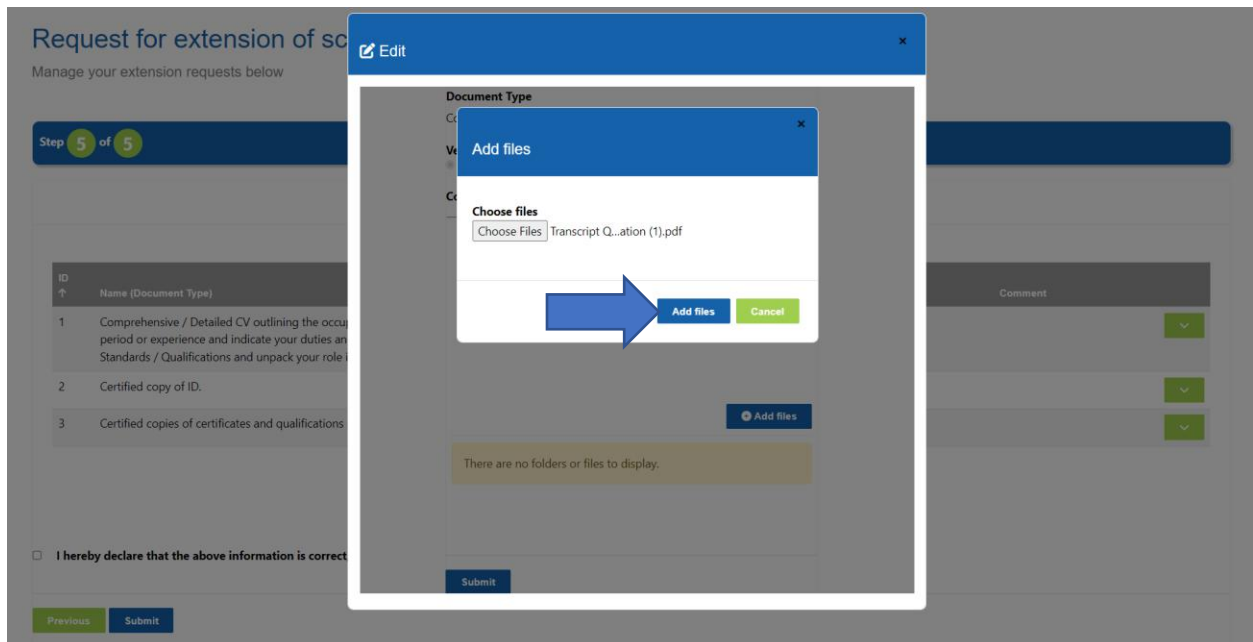 Request for extension of sc
Manage your extension requests below
Step 5 of 5
ID
Name (Document Type)
Comment
1 Comprehensive / Detailed CV outlining the occup
period or experience and indicate your duties an
Standards / Qualifications and unpack your role i
2 Certified copy of ID.
3 Certified copies of certificates and qualifications
I hereby declare that the above information is correct
Previous Submit
Edit
×
Document Type
Add files
×
Choose files
Choose Files Transcript Q...ation (1).pdf
Add files Cancel
Add files
There are no folders or files to display.
Submit